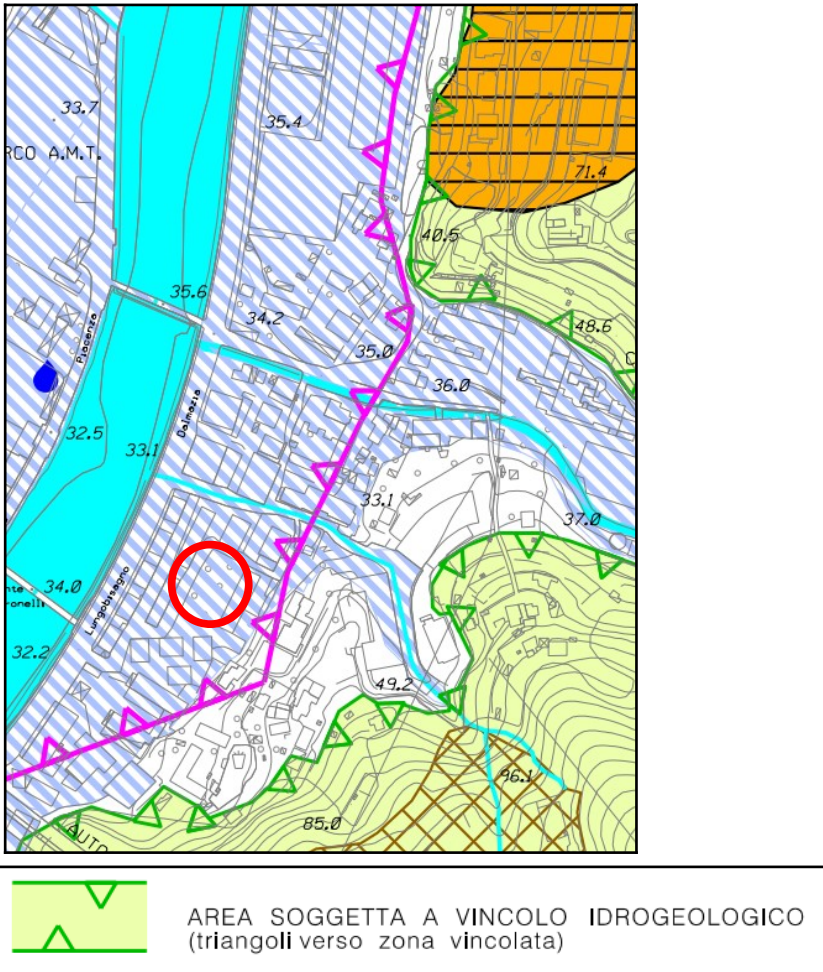 33.7
35.4
RCO A.M.T.
71.4
40.5
35.6
34.2
48.6
35.0
Piacenza
36.0
Dalmazia
32.5
33.1
33.1
37.0
34.0
Lungobisagno
32.2
49.2
96.1
85.0
AUTO
AREA SOGGETTA A VINCOLO IDROGEOLOGICO
(triangoli verso zona vincolata)